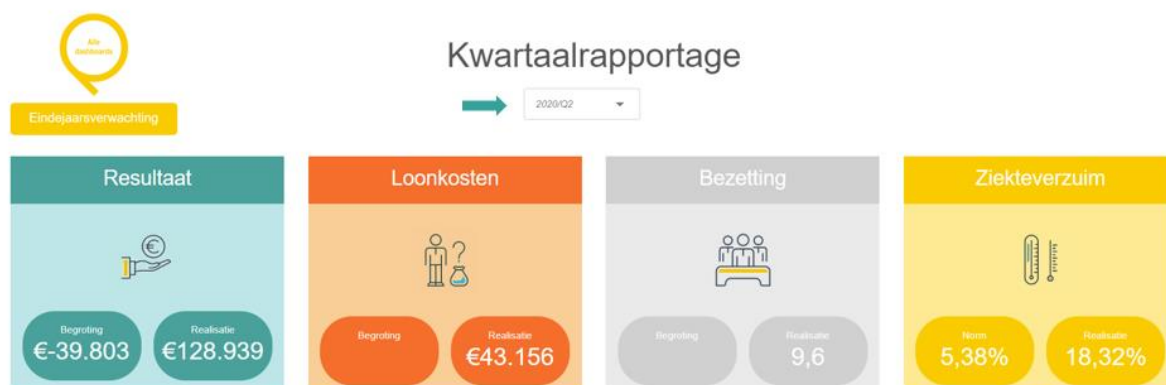 Alle
dashboards
Kwartaalrapportage
2020/Q2
Eindejaarsverwachting
Resultaat
Loonkosten
Bezetting
Ziekteverzuim
Begroting
€-39.803
Realisatie
€128.939
Begroting
Realisatie
€43.156
Begroting
Realisatie
9,6
Norm
5,38%
Realisatie
18,32%